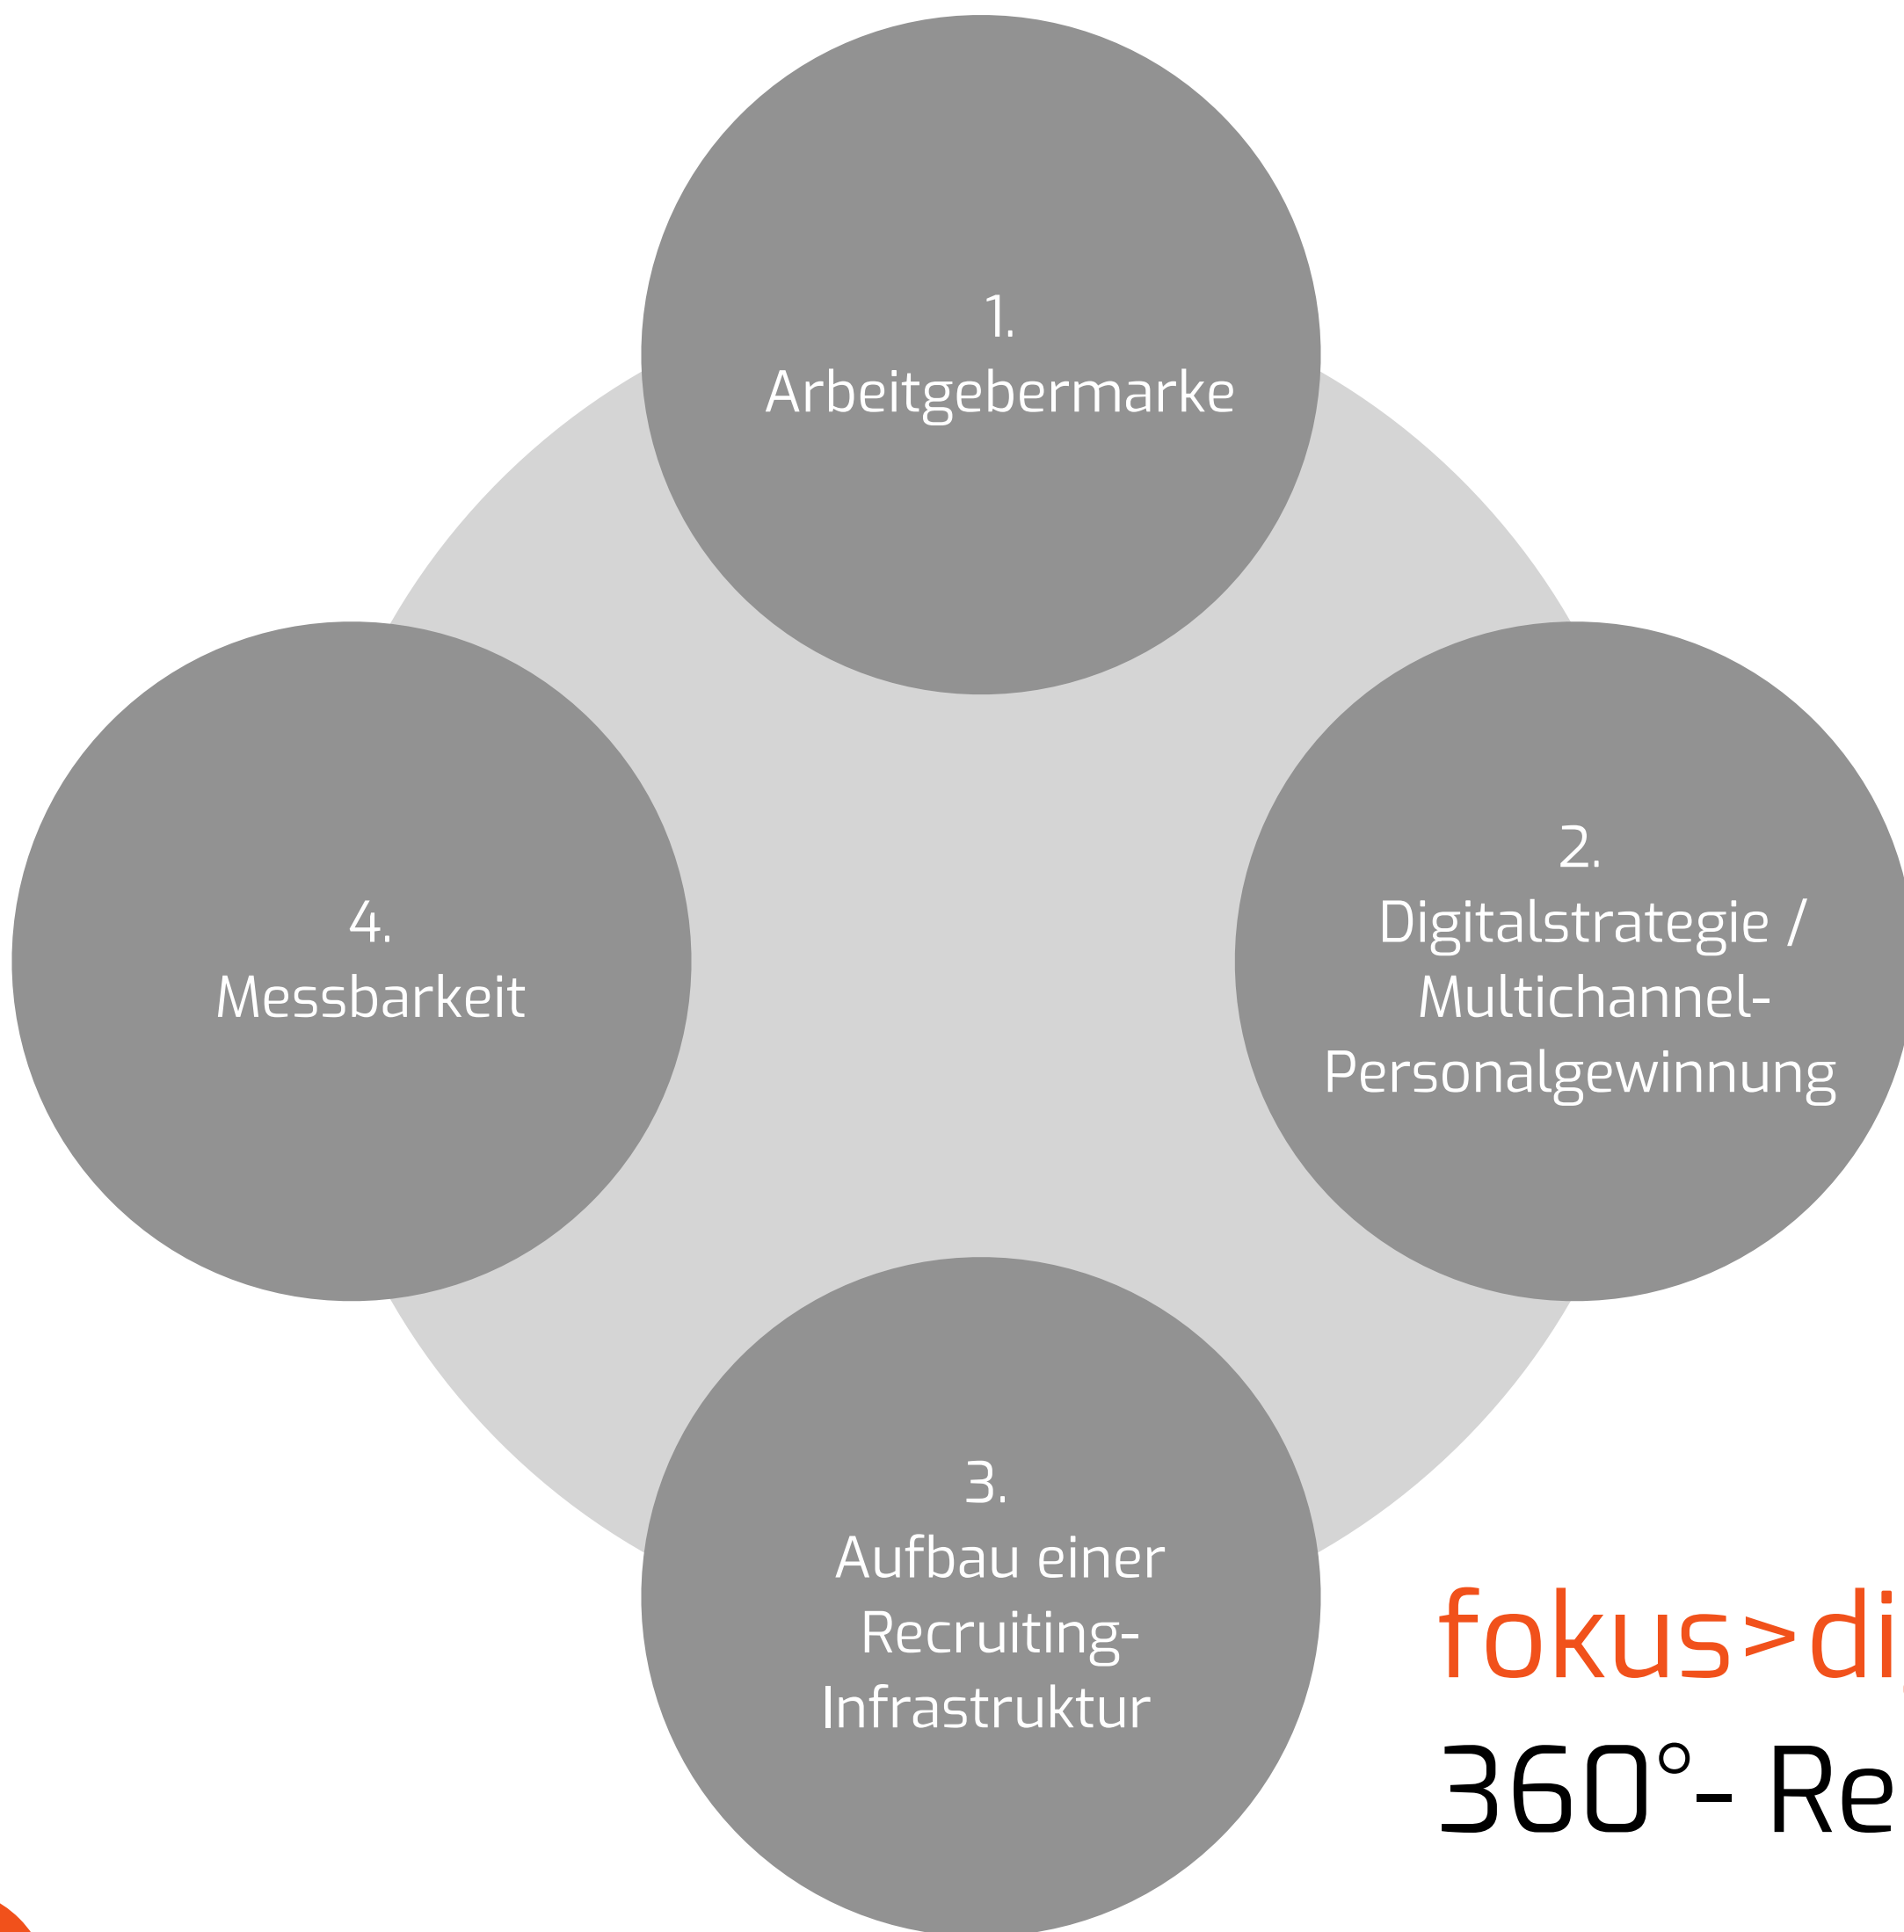 1.
Arbeitgebermarke
2.
Digitalstrategie /
Multichannel-
Personalgewinnung
4.
Messbarkeit
3.
Aufbau einer
Recruiting-
Infrastruktur
fokus>di
360°- Re